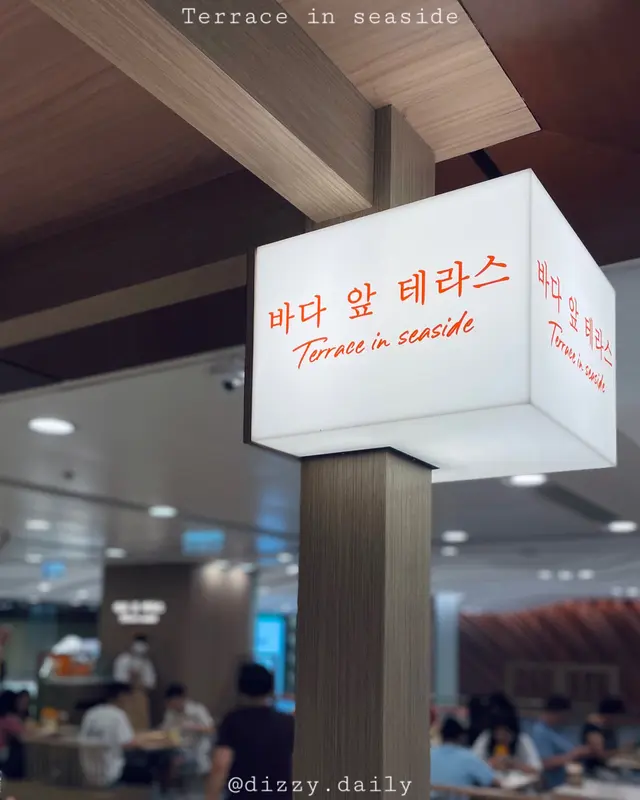 Terrace in seaside
바다 앞 테라스
Terrace in seaside
바다 앞 테라스
Terrace in seaside
@dizzy.daily